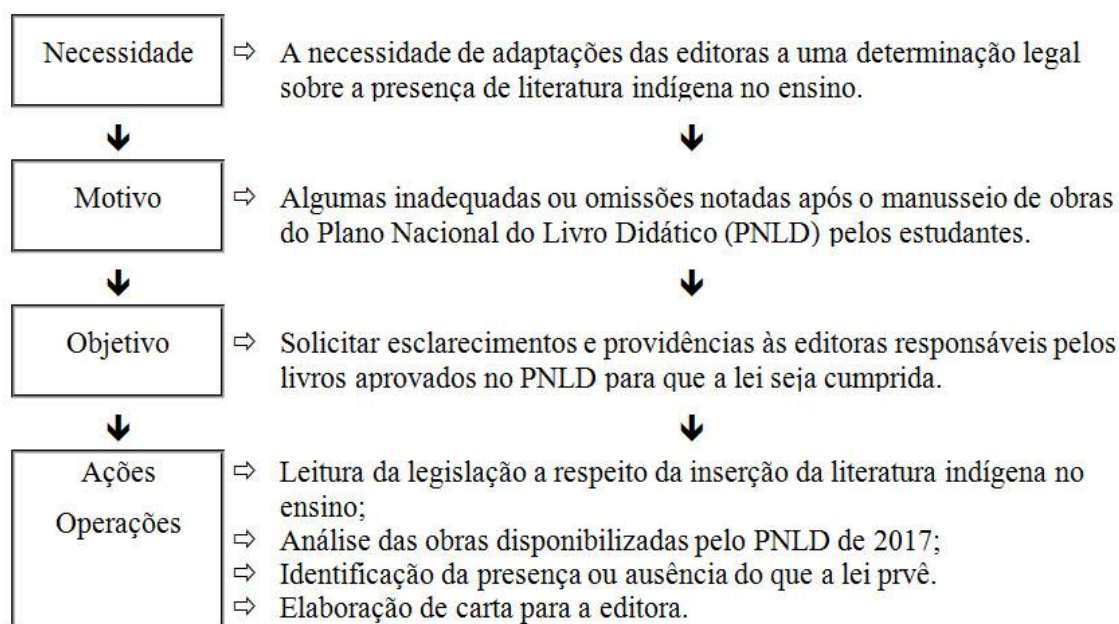 Necessidade ⇨ A necessidade de adaptações das editoras a uma determinação legal
sobre a presença de literatura indígena no ensino.
Motivo ⇨ Algumas inadequadas ou omissões notadas após o manusseio de obras
do Plano Nacional do Livro Didático (PNLD) pelos estudantes.
Objetivo ⇨ Solicitar esclarecimentos e providências às editoras responsáveis pelos
livros aprovados no PNLD para que a lei seja cumprida.
Ações ⇨ Leitura da legislação a respeito da inserção da literatura indígena no
Operações ensino;
⇨ Análise das obras disponibilizadas pelo PNLD de 2017;
⇨ Identificação da presença ou ausência do que a lei prvê.
⇨ Elaboração de carta para a editora.